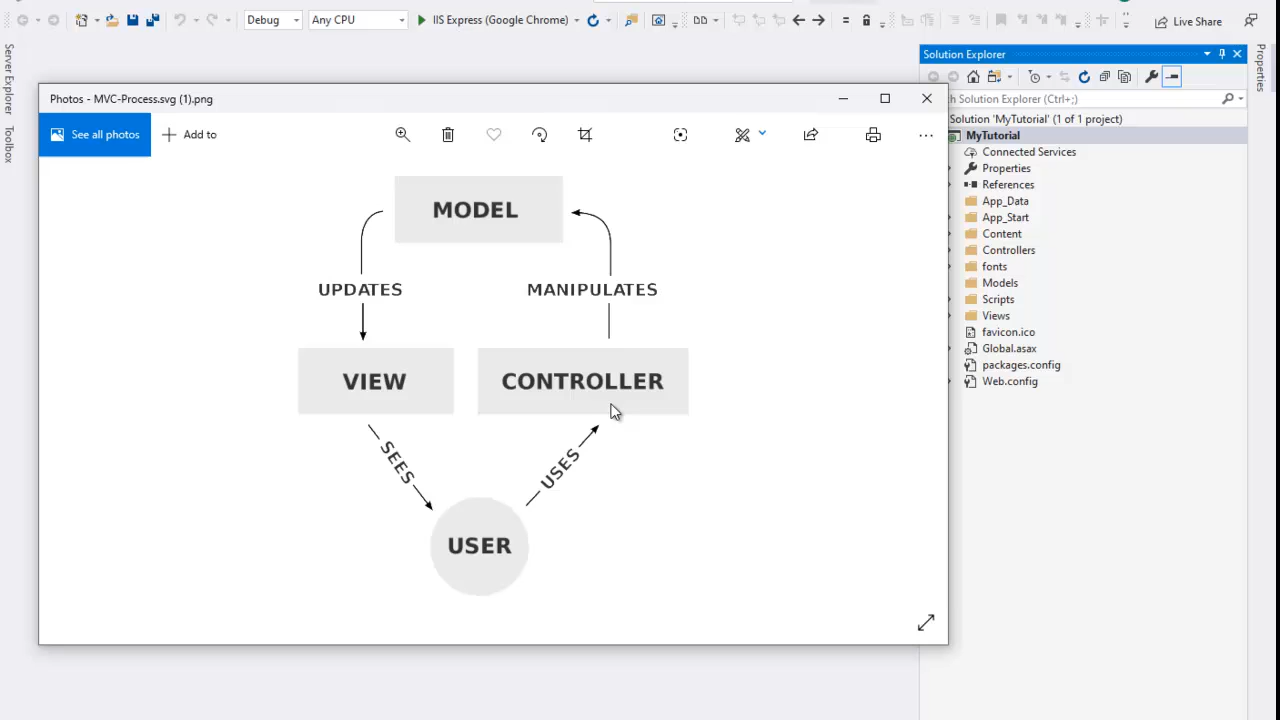 Debug
Any CPU
IIS Express (Google Chrome)
Live Share
Server Explorer
Toolbox
Photos - MVC-Process.svg (1).png
See all photos
Add to
MODEL
UPDATES
MANIPULATES
VIEW
CONTROLLER
SEES
USES
USER
Solution Explorer
h Solution Explorer (Ctrl+;)
Solution 'MyTutorial' (1 of 1 project)
MyTutorial
Connected Services
Properties
References
App_Data
App_Start
Content
Controllers
fonts
Models
Scripts
Views
favicon.ico
Global.asax
packages.config
Web.config
Properties